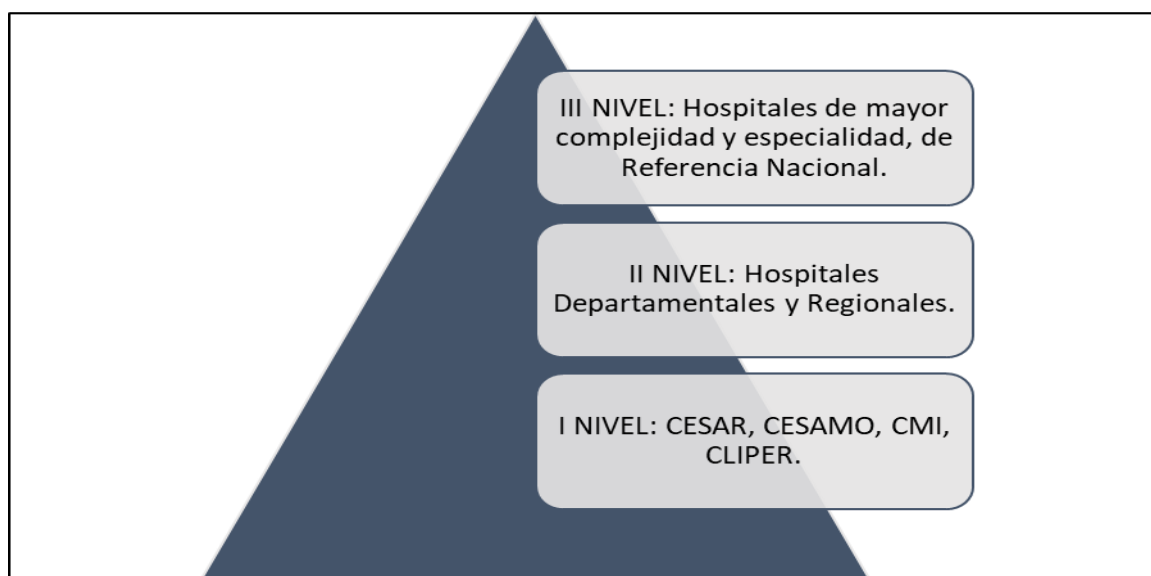 III NIVEL: Hospitales de mayor
complejidad y especialidad, de
Referencia Nacional.
II NIVEL: Hospitales
Departamentales y Regionales.
I NIVEL: CESAR, CESAMO, CMI,
CLIPER.